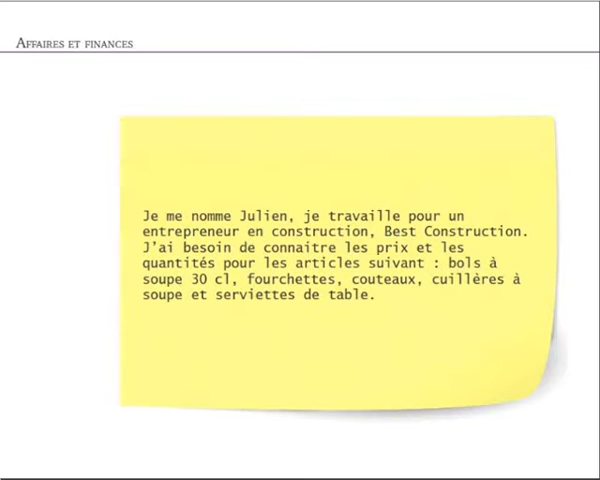 Affaires et finances
Je me nomme Julien, je travaille pour un
entrepreneur en construction, Best Construction.
J'ai besoin de connaitre les prix et les
quantités pour les articles suivant : bols à
soupe 30 cl, fourchettes, couteaux, cuillères à
soupe et serviettes de table.